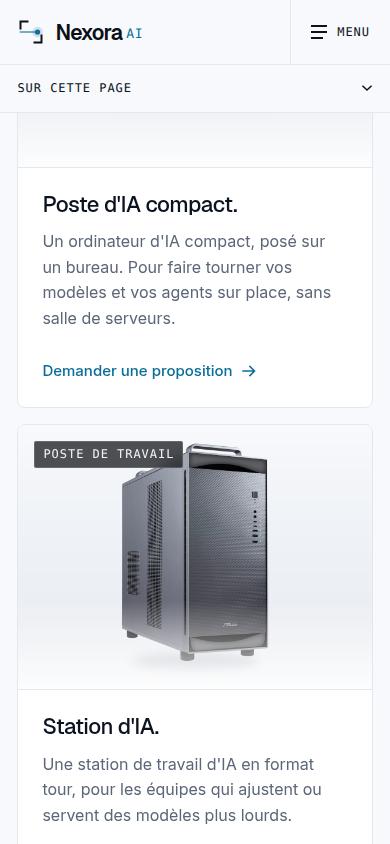 Nexora AI
MENU
SUR CETTE PAGE
Poste d'IA compact.
Un ordinateur d'IA compact, posé sur
un bureau. Pour faire tourner vos
modèles et vos agents sur place, sans
salle de serveurs.
Demander une proposition
POSTE DE TRAVAIL
Station d'IA.
Une station de travail d'IA en format
tour, pour les équipes qui ajustent ou
servent des modèles plus lourds.